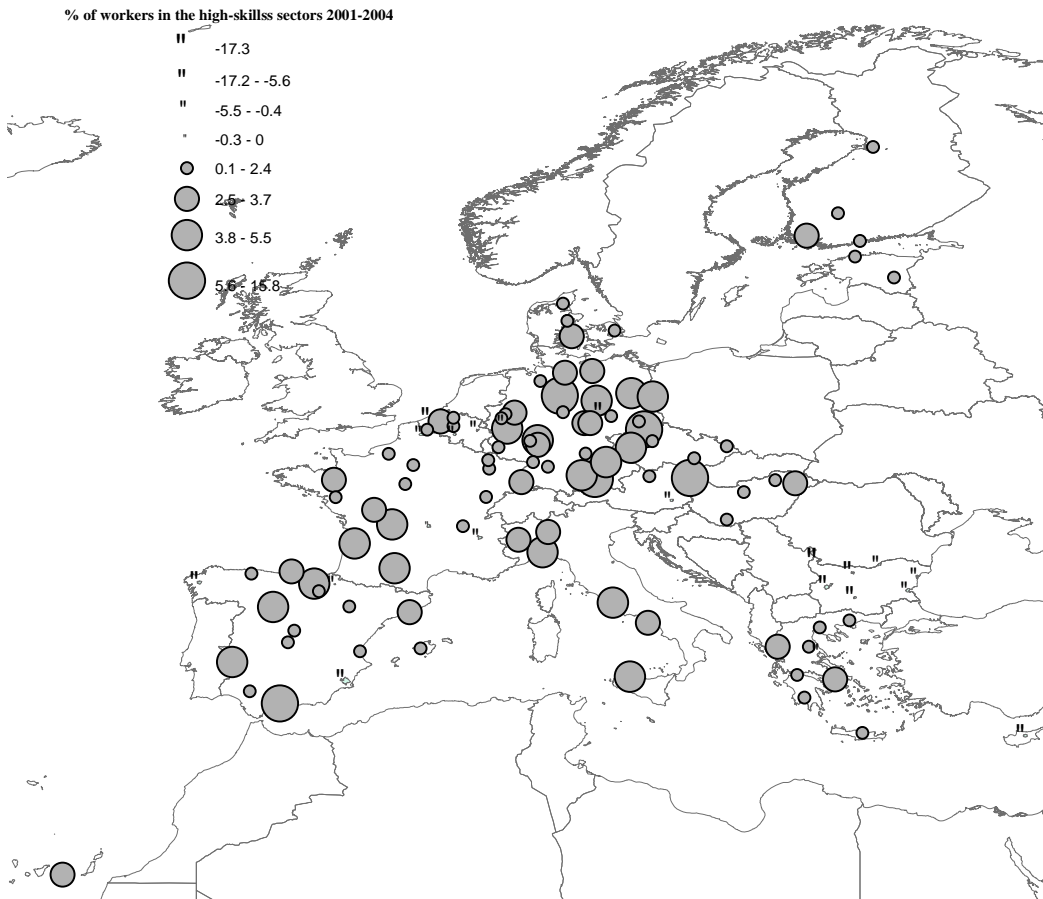 % of workers in the high-skillss sectors 2001-2004
" -17.3
" -17.2 - -5.6
" -5.5 - -0.4
" -0.3 - 0
0.1 - 2.4
2.5 - 3.7
3.8 - 5.5
5.6 - 15.8